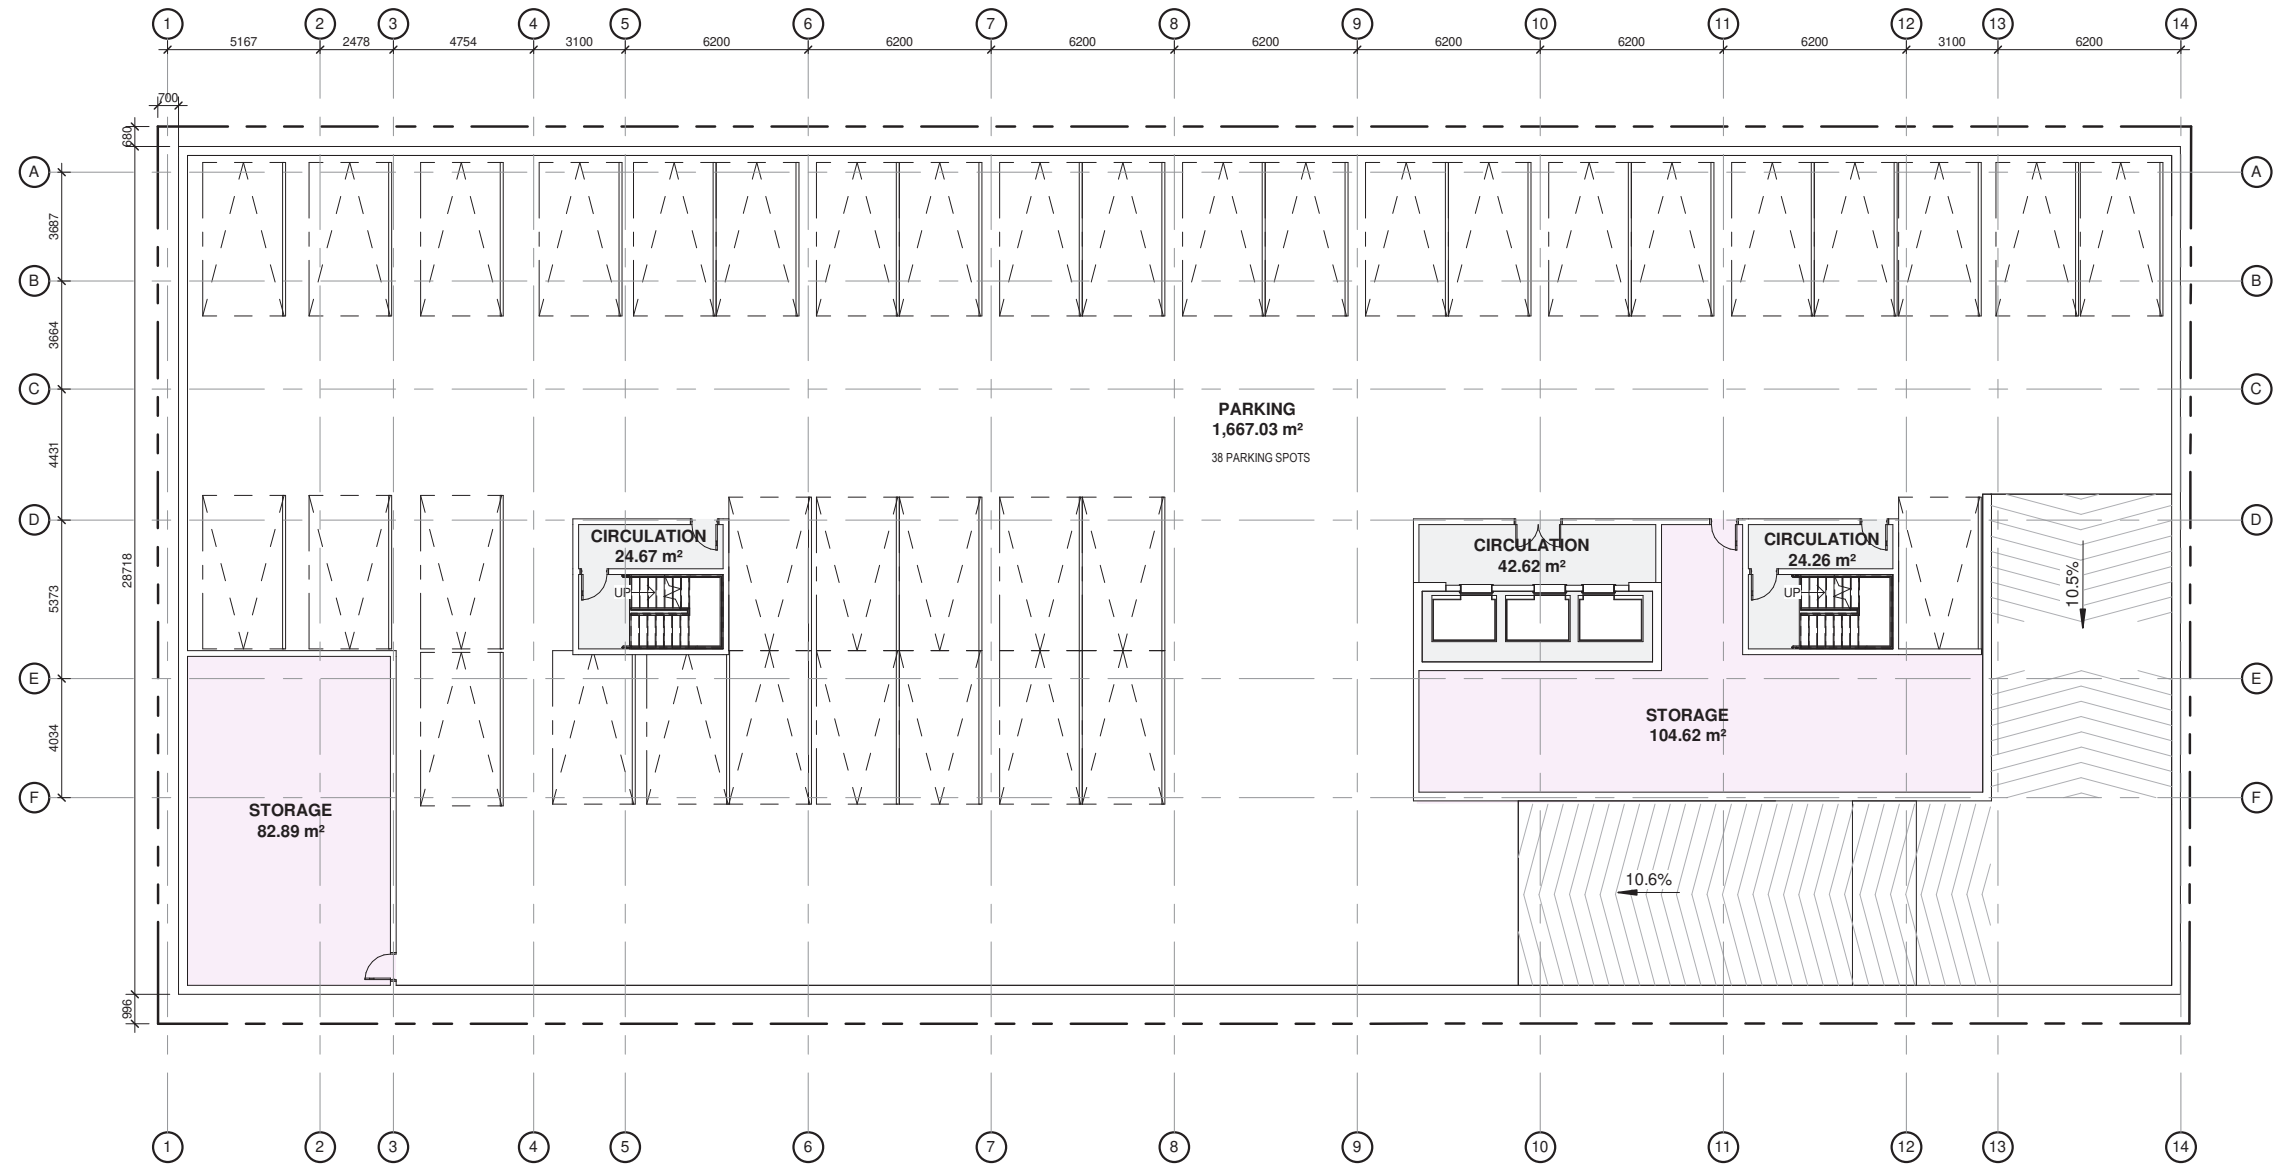 1 2 3 4 5 6 7 8 9 10 11 12 13 14
5167 2478 4754 3100 6200 6200 6200 6200 6200 6200 6200 3100 6200
700
680
A A
3687
B B
3664
C C
PARKING
1,667.03 m²
38 PARKING SPOTS
4431
D D
CIRCULATION
24.67 m²
UP
CIRCULATION
42.62 m²
CIRCULATION
24.26 m²
UP
10.5%
28718
5373
E E
STORAGE
104.62 m²
4034
F F
STORAGE
82.89 m²
10.6%
996
1 2 3 4 5 6 7 8 9 10 11 12 13 14